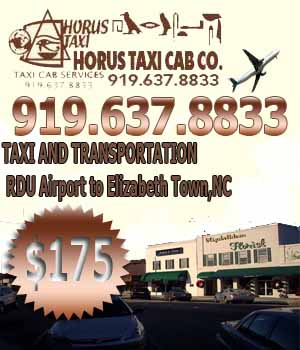 HORUS
TAXI
TAXI CAB SERVICES
919.637.8833
HORUS TAXI CAB CO.
919.637.8833
919.637.8833
TAXI AND TRANSPORTATION
RDU Airport to Elizabeth Town,NC
$175
Florist